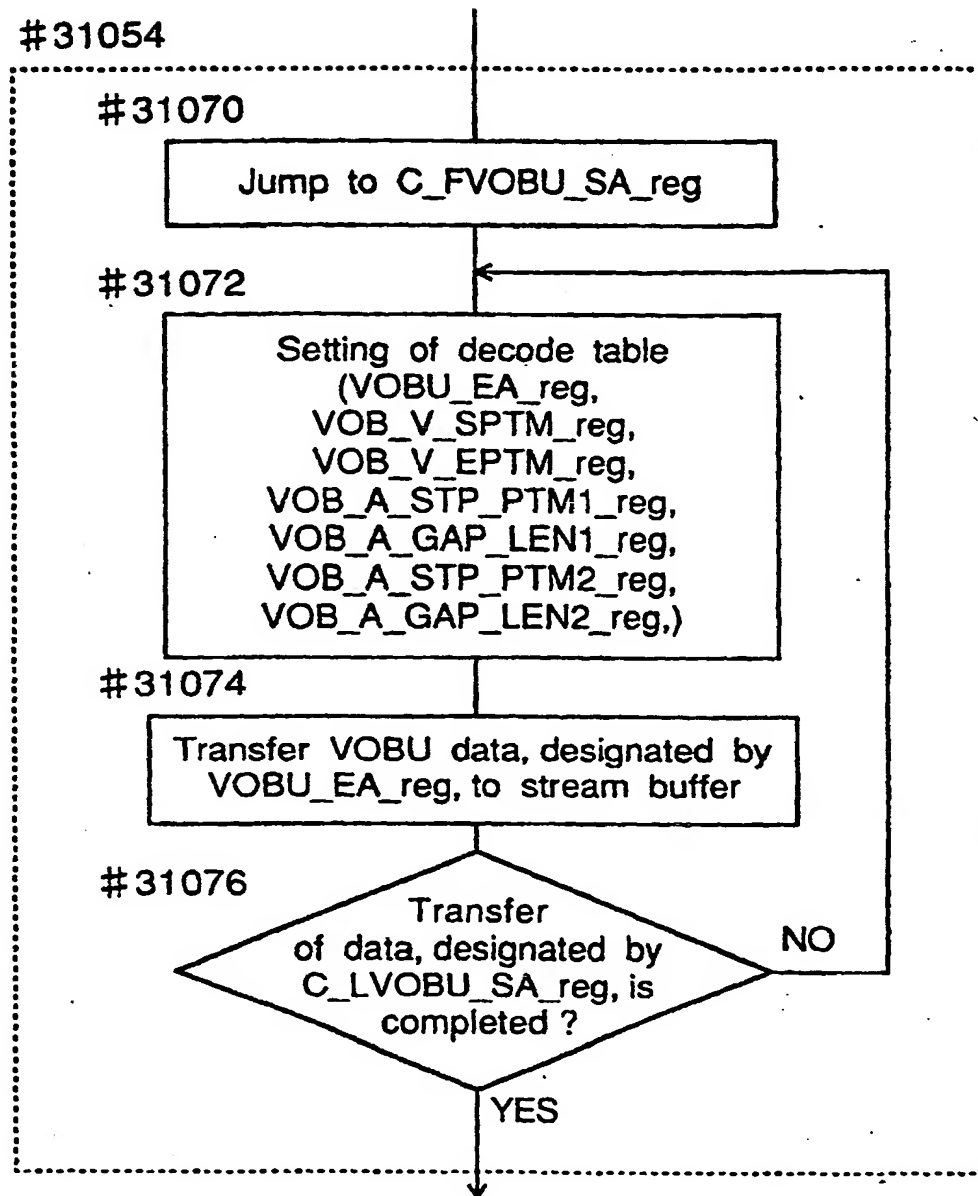 #31054
#31070
Jump to C_FVOBU_SA_reg
#31072
Setting of decode table
(VOBU_EA_reg,
VOB_V_SPTM_reg,
VOB_V_EPTM_reg,
VOB_A_STP_PTM1_reg,
VOB_A_GAP_LEN1_reg,
VOB_A_STP_PTM2_reg,
VOB_A_GAP_LEN2_reg,)
#31074
Transfer VOBU data, designated by
VOBU_EA_reg, to stream buffer
#31076
Transfer
of data, designated by
C_LVOBU_SA_reg, is
completed ?
NO
YES